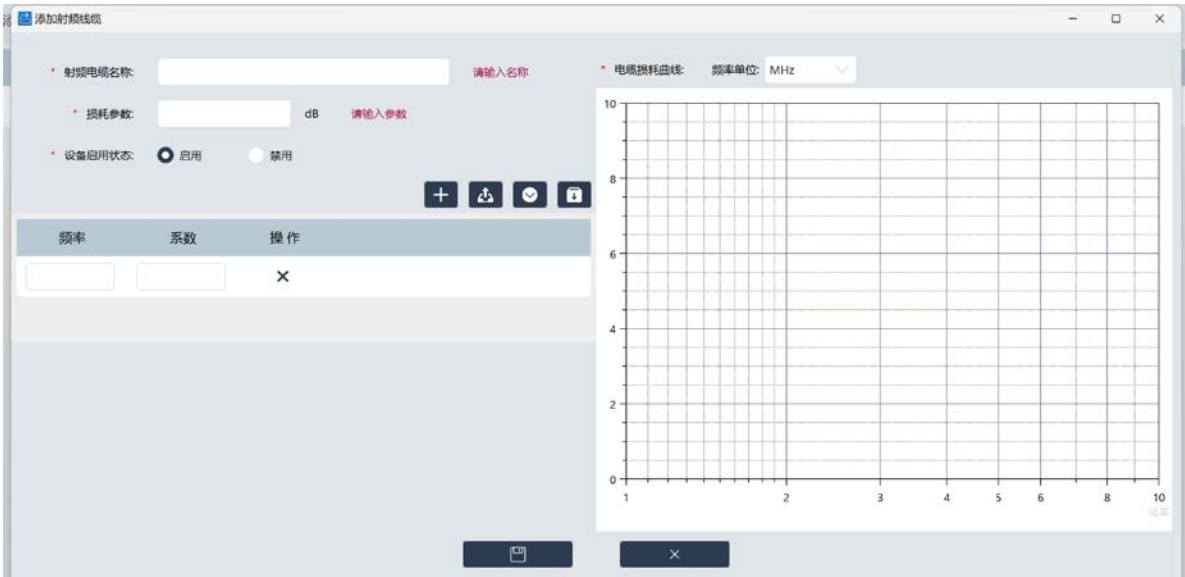 添加射频线缆
* 射频电缆名称: 请输入名称
* 损耗参数: dB 请输入参数
* 设备启用状态: 启用 禁用
频率 系数 操作
* 电缆损耗曲线: 频率单位: MHz
10
8
6
4
2
0
1 2 3 4 5 6 8 10
频率